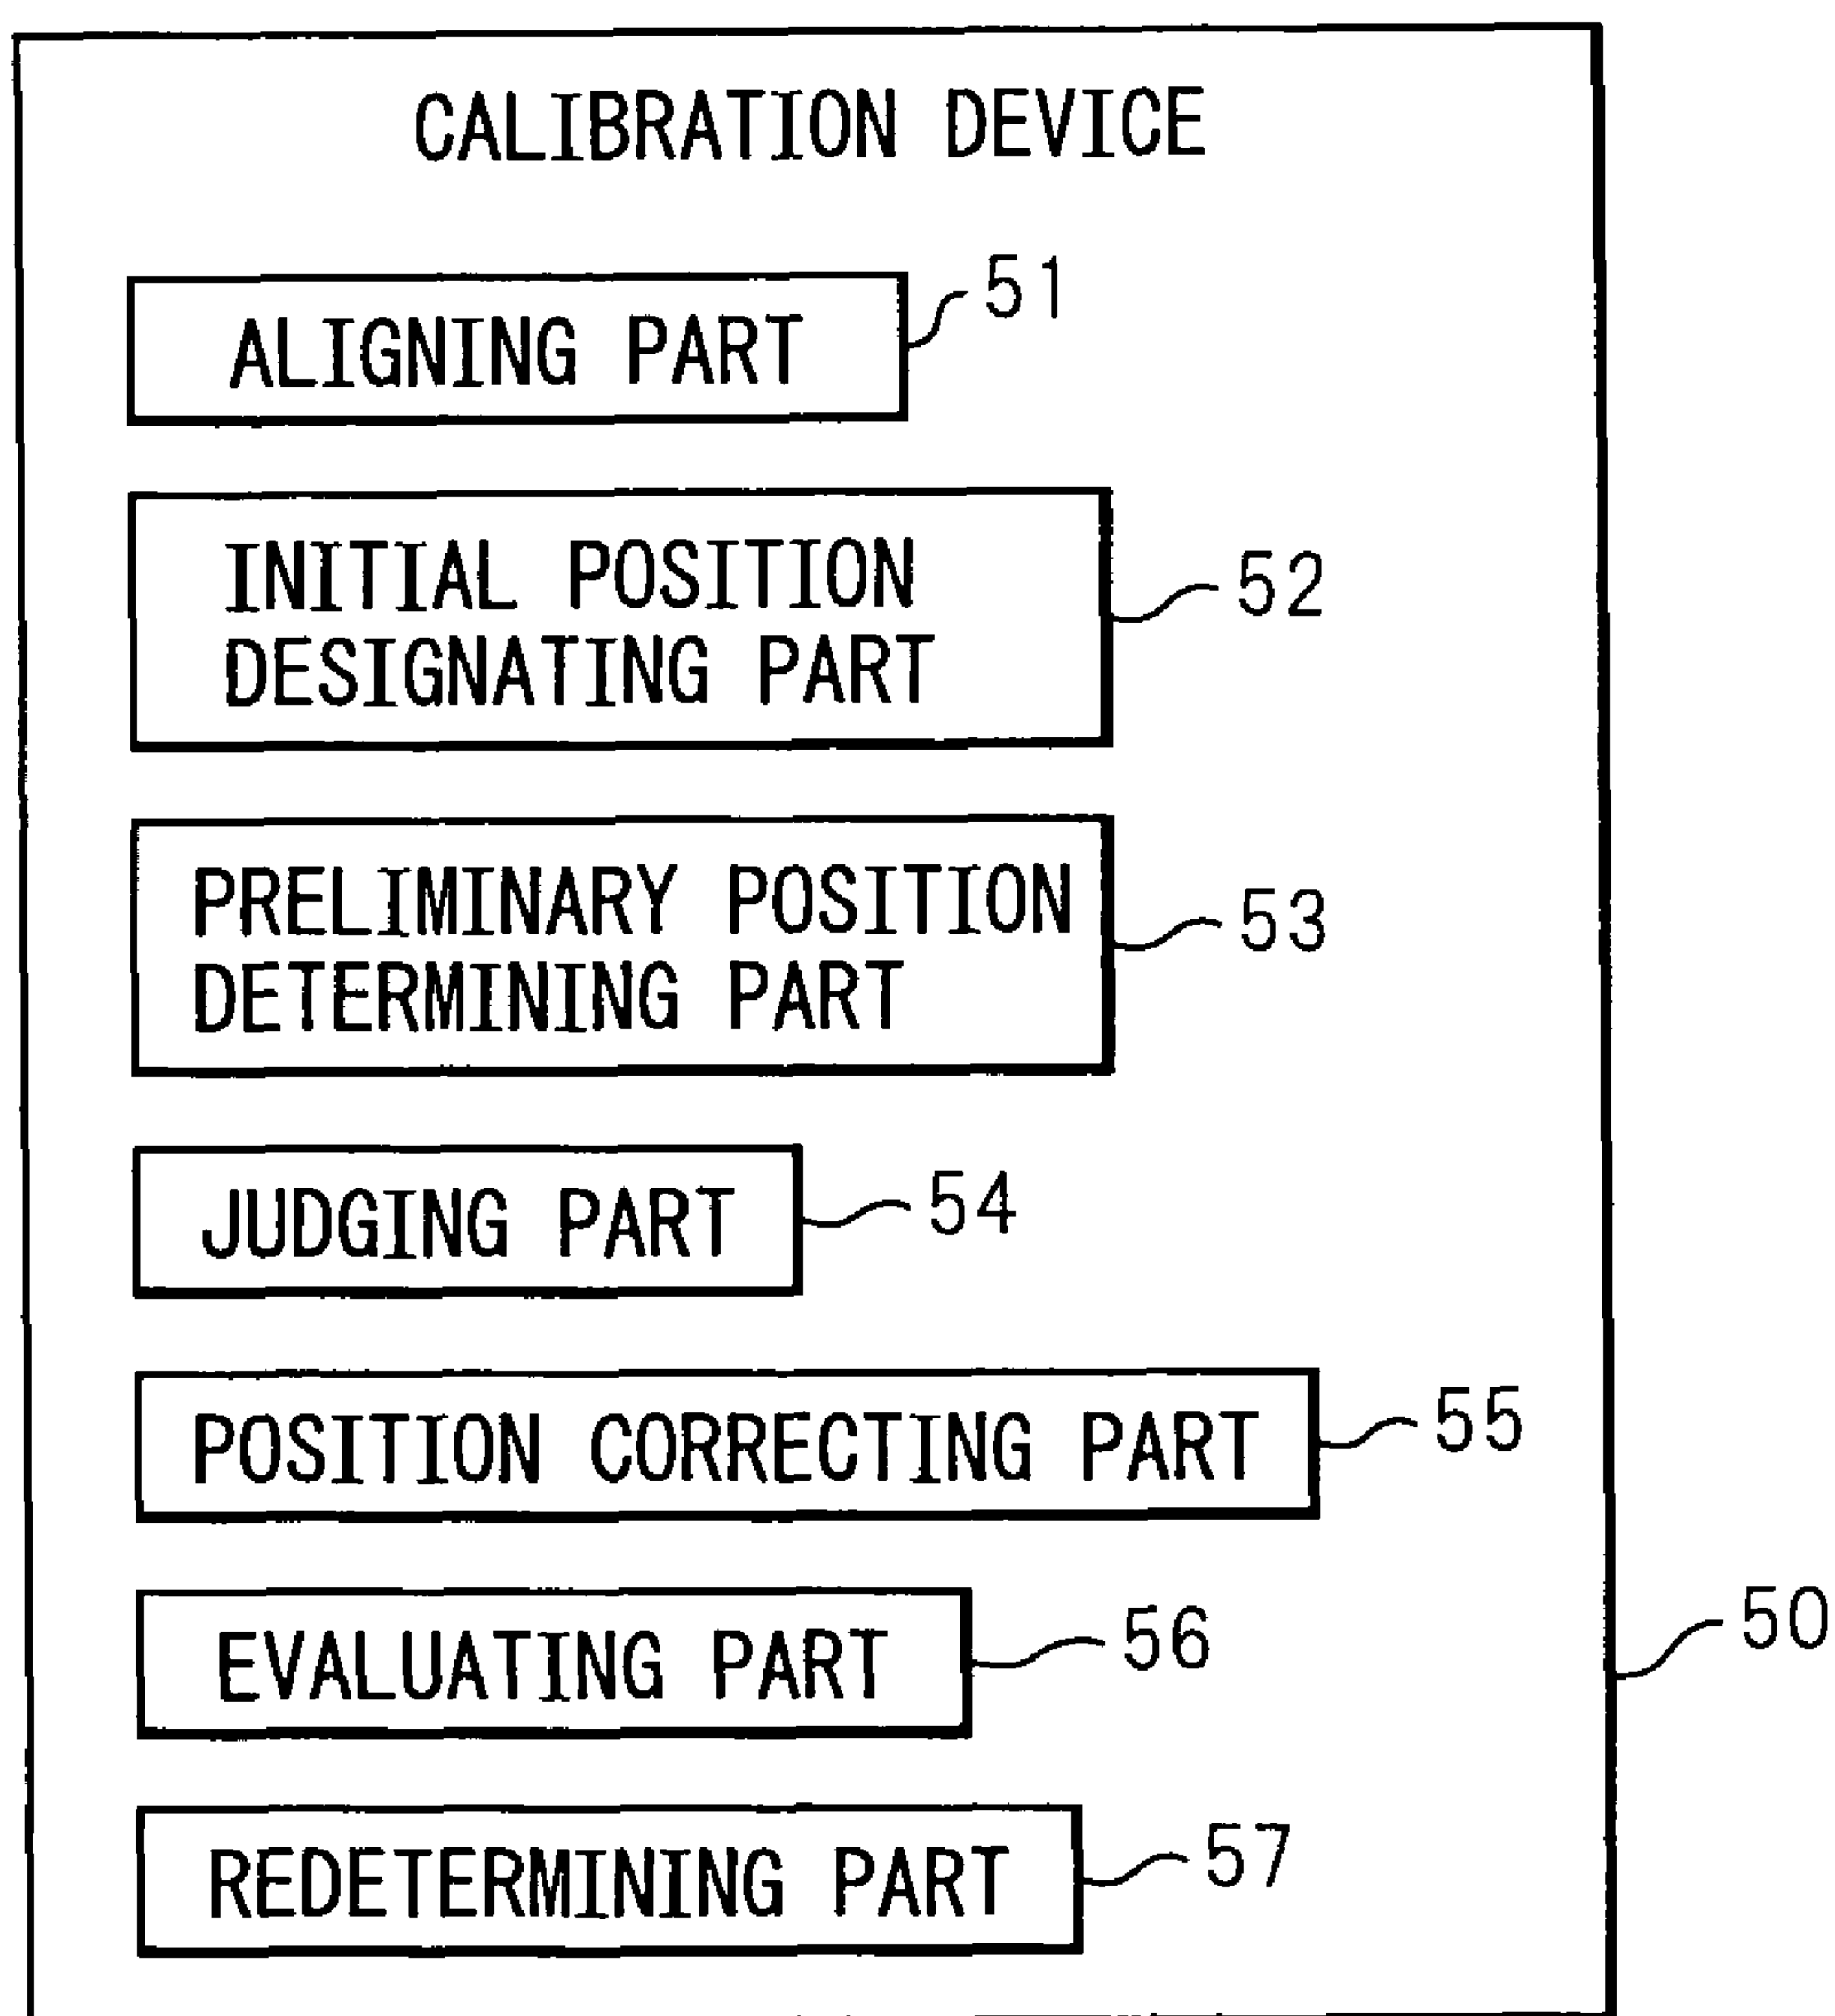 CALIBRATION DEVICE
ALIGNING PART
51
INITIAL POSITION
DESIGNATING PART
52
PRELIMINARY POSITION
DETERMINING PART
53
JUDGING PART
54
POSITION CORRECTING PART
55
EVALUATING PART
56
50
REDETERMINING PART
57